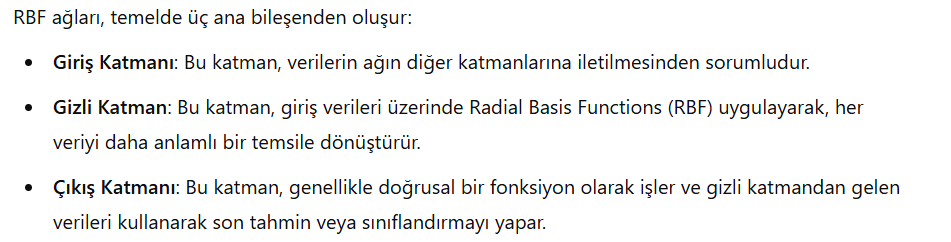 RBF ağları, temelde üç ana bileşenden oluşur:
• Giriş Katmanı: Bu katman, verilerin ağın diğer katmanlarına iletilmesinden sorumludur.
• Gizli Katman: Bu katman, giriş verileri üzerinde Radial Basis Functions (RBF) uygulayarak, her
veriyi daha anlamlı bir temsile dönüştürür.
• Çıkış Katmanı: Bu katman, genellikle doğrusal bir fonksiyon olarak işler ve gizli katmandan gelen
verileri kullanarak son tahmin veya sınıflandırmayı yapar.